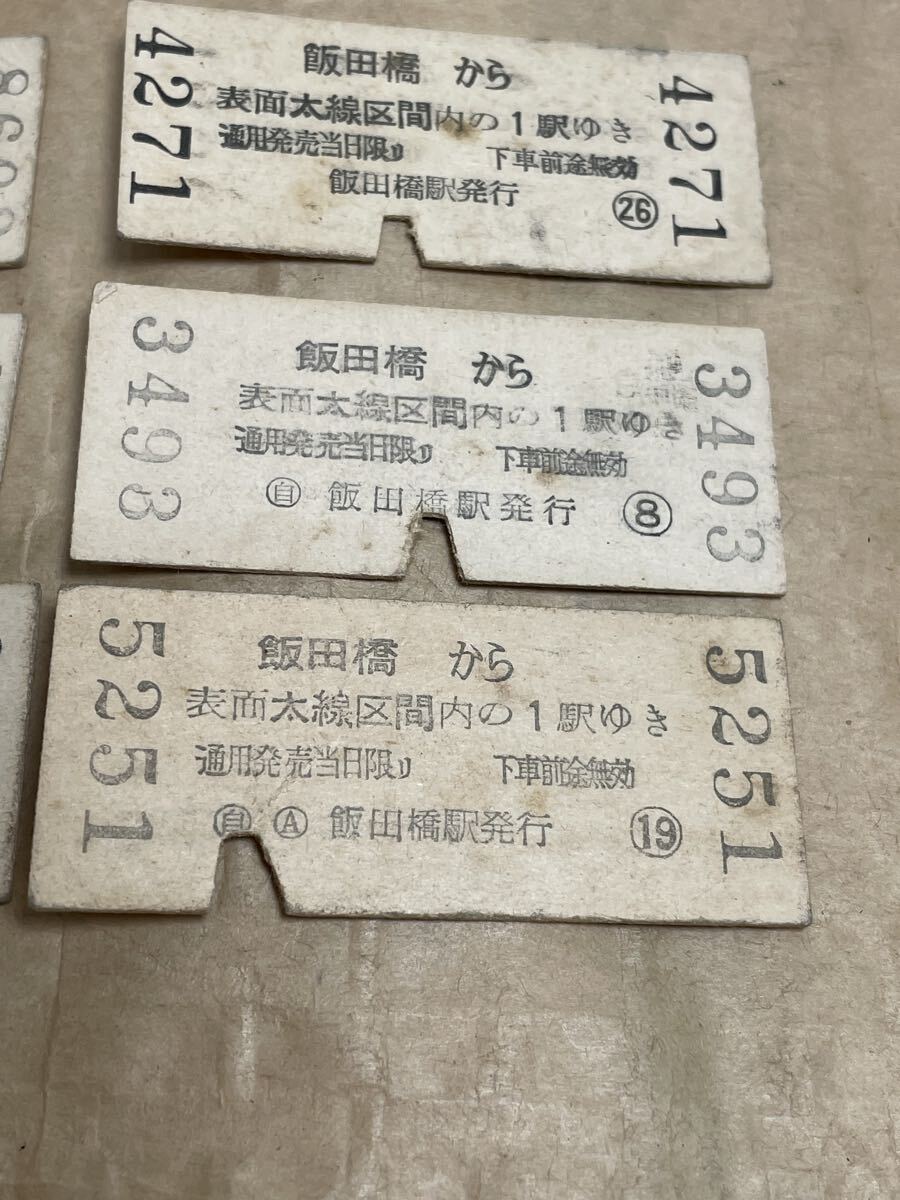 4271
飯田橋 から
表面太線区間内の1駅ゆき
通用発売当日限り 下車前途無効
飯田橋駅発行 ㉖
4271
3493
飯田橋 から
表面太線区間内の1駅ゆき
通用発売当日限り 下車前途無効
自 飯田橋駅発行 ⑧
3493
5251
飯田橋 から
表面太線区間内の1駅ゆき
通用発売当日限り 下車前途無効
自 Ⓐ 飯田橋駅発行 ⑲
5251